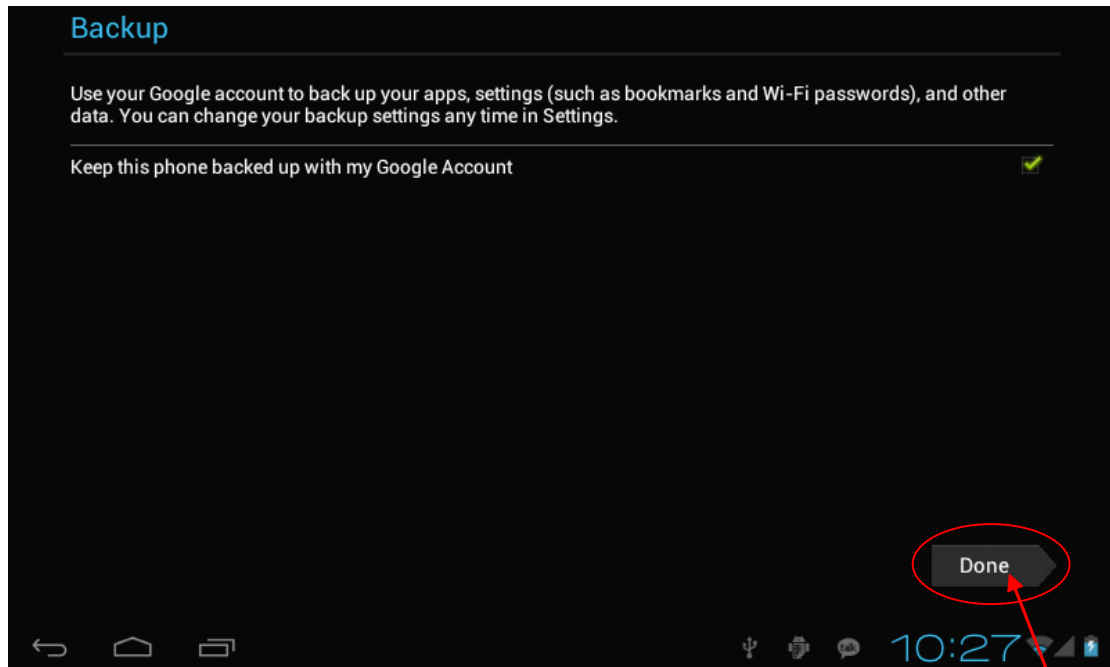 Backup
Use your Google account to back up your apps, settings (such as bookmarks and Wi-Fi passwords), and other
data. You can change your backup settings any time in Settings.
Keep this phone backed up with my Google Account
Done
talk
10:27